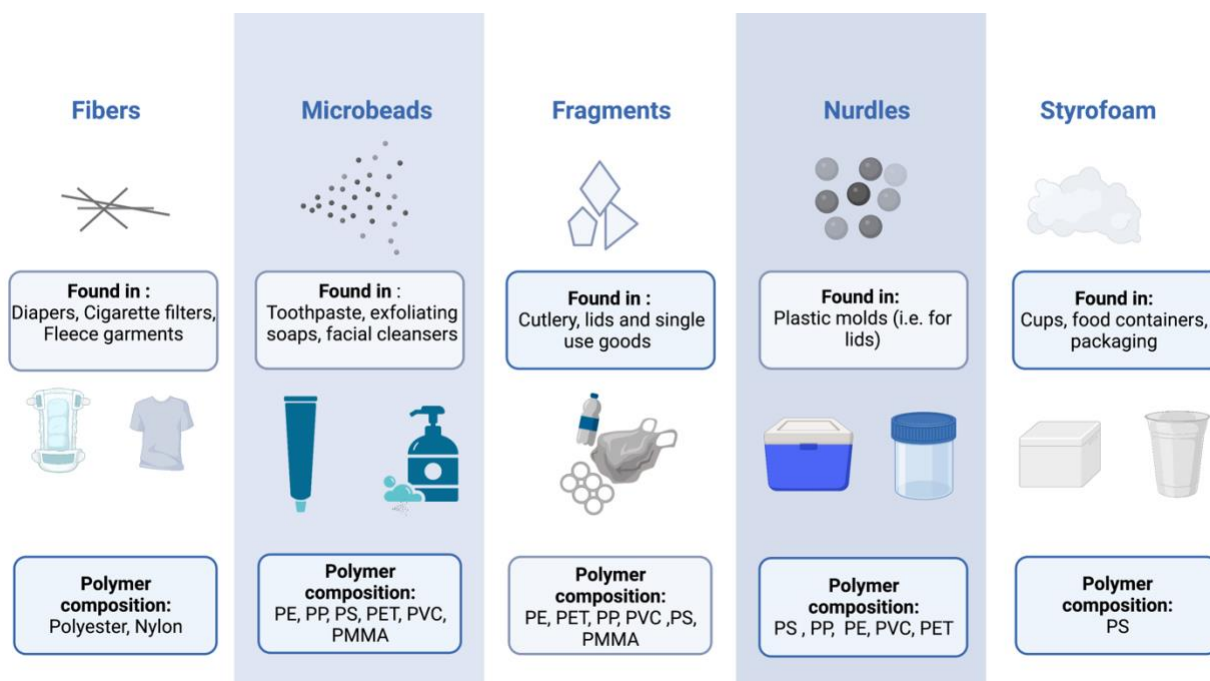 Fibers
Found in :
Diapers, Cigarette filters,
Fleece garments
Polymer
composition:
Polyester, Nylon
Microbeads
Found in :
Toothpaste, exfoliating
soaps, facial cleansers
Polymer
composition:
PE, PP, PS, PET, PVC,
PMMA
Fragments
Found in :
Cutlery, lids and single
use goods
Polymer
composition:
PE, PET, PP, PVC ,PS,
PMMA
Nurdles
Found in:
Plastic molds (i.e. for
lids)
Polymer
composition:
PS , PP, PE, PVC, PET
Styrofoam
Found in:
Cups, food containers,
packaging
Polymer
composition:
PS